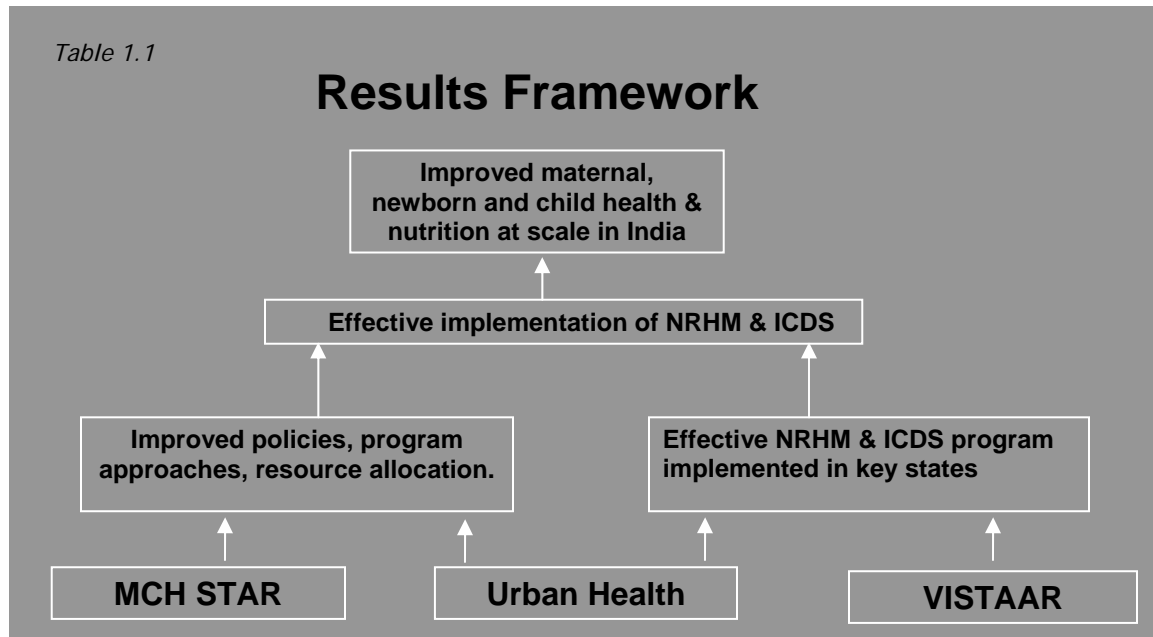 Table 1.1
Results Framework
Improved maternal,
newborn and child health &
nutrition at scale in India
Effective implementation of NRHM & ICDS
Improved policies, program
approaches, resource allocation.
Effective NRHM & ICDS program
implemented in key states
MCH STAR
Urban Health
VISTAAR